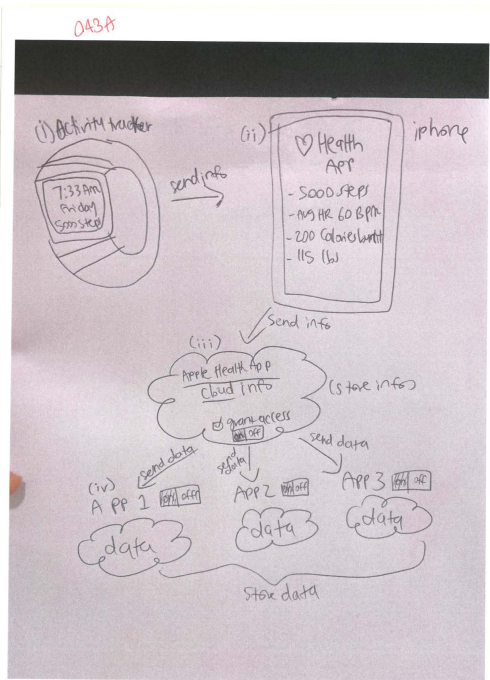 043A
(i) Activity tracker
7:33 Am
Friday
5000 steps
send info
(ii)
iphone
♡ Health
App
- 5000 steps
- Avg HR 60 BPM
- 200 Calories burnt
- 115 lbs
send info
(iii)
Apple Health App
cloud info
(store info)
☑ grant access
on off
send data
send data
send data
(iv)
App 1 on off
App 2 on off
App 3 on off
data
data
data
Store data